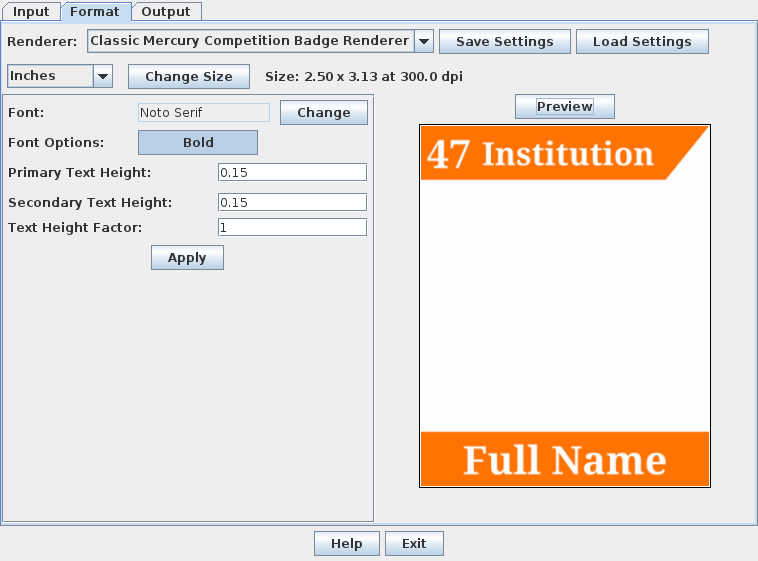 Input Format Output
Renderer: Classic Mercury Competition Badge Renderer Save Settings Load Settings
Inches Change Size Size: 2.50 x 3.13 at 300.0 dpi
Font: Noto Serif Change
Font Options: Bold
Primary Text Height: 0.15
Secondary Text Height: 0.15
Text Height Factor: 1
Apply
Preview
47 Institution
Full Name
Help Exit